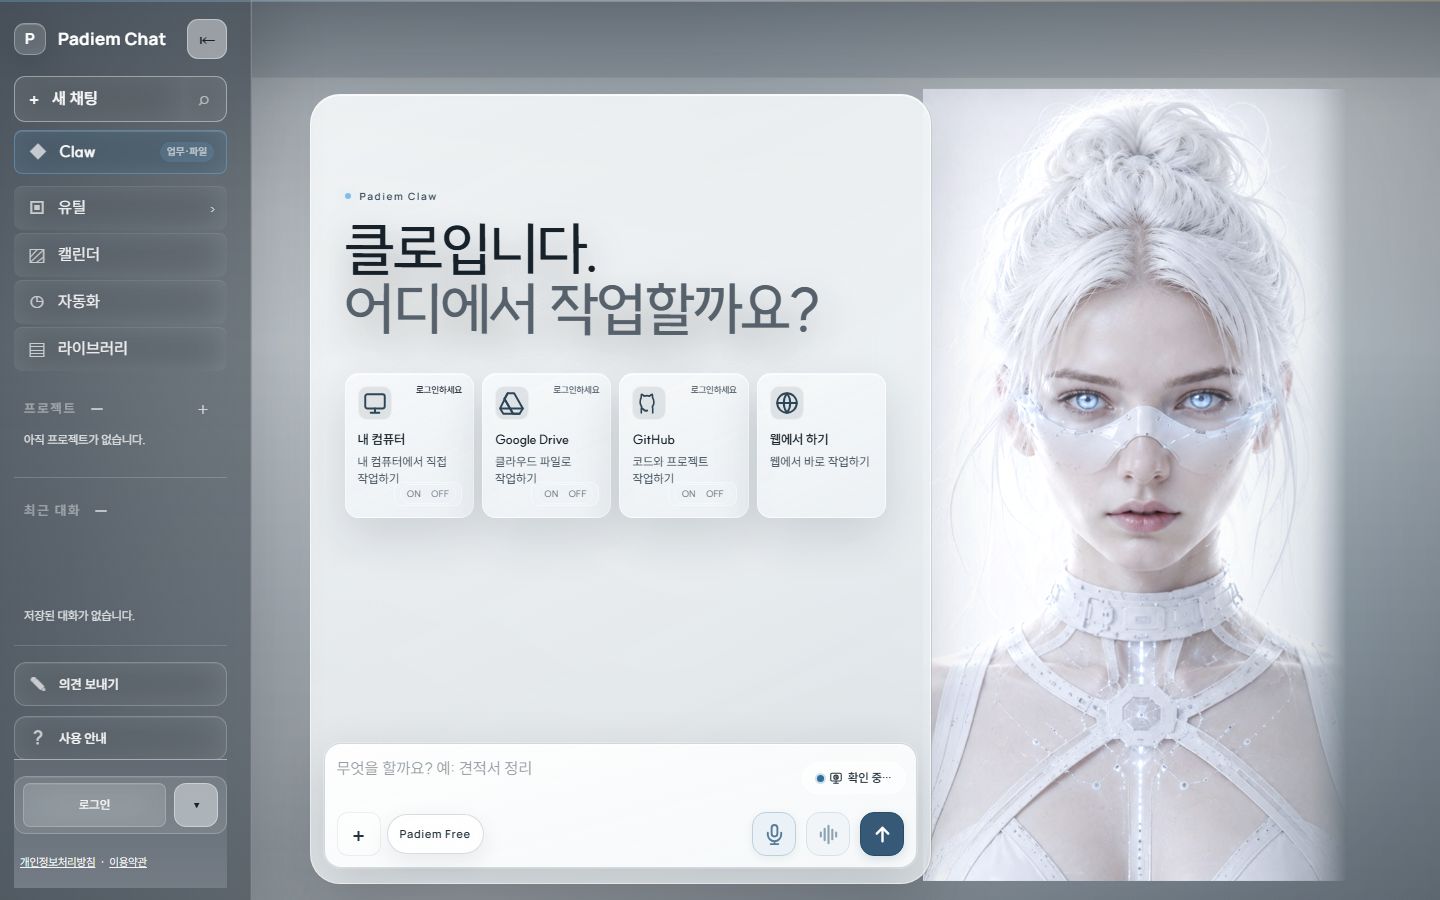 P Padiem Chat
+ 새 채팅
Claw 업무·파일
유틸
캘린더
자동화
라이브러리
프로젝트
아직 프로젝트가 없습니다.
최근 대화
저장된 대화가 없습니다.
의견 보내기
? 사용 안내
로그인
개인정보처리방침 · 이용약관
Padiem Claw
클로입니다.
어디에서 작업할까요?
로그인하세요
내 컴퓨터
내 컴퓨터에서 직접
작업하기
ON OFF
로그인하세요
Google Drive
클라우드 파일로
작업하기
ON OFF
로그인하세요
GitHub
코드와 프로젝트
작업하기
ON OFF
웹에서 하기
웹에서 바로 작업하기
무엇을 할까요? 예: 견적서 정리
확인 중…
+ Padiem Free